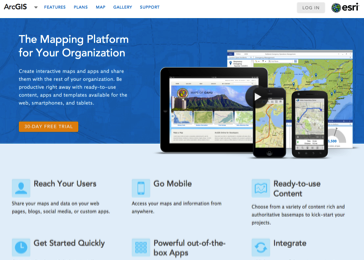 ArcGIS FEATURES PLANS MAP GALLERY SUPPORT LOG IN esri
The Mapping Platform
for Your Organization
Create interactive maps and apps and share
them with the rest of your organization. Be
productive right away with ready-to-use
content, apps and templates available for the
web, smartphones, and tablets.
30 DAY FREE TRIAL
Reach Your Users
Share your maps and data on your web
pages, blogs, social media, or custom apps.
Go Mobile
Access your maps and information from
anywhere.
Ready-to-use
Content
Choose from a variety of content rich and
authoritative basemaps to kick-start your
projects.
Get Started Quickly
Powerful out-of-the-
box Apps
Integrate